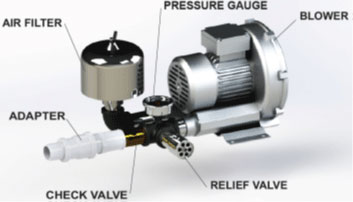 PRESSURE GAUGE
AIR FILTER
BLOWER
ADAPTER
RELIEF VALVE
CHECK VALVE